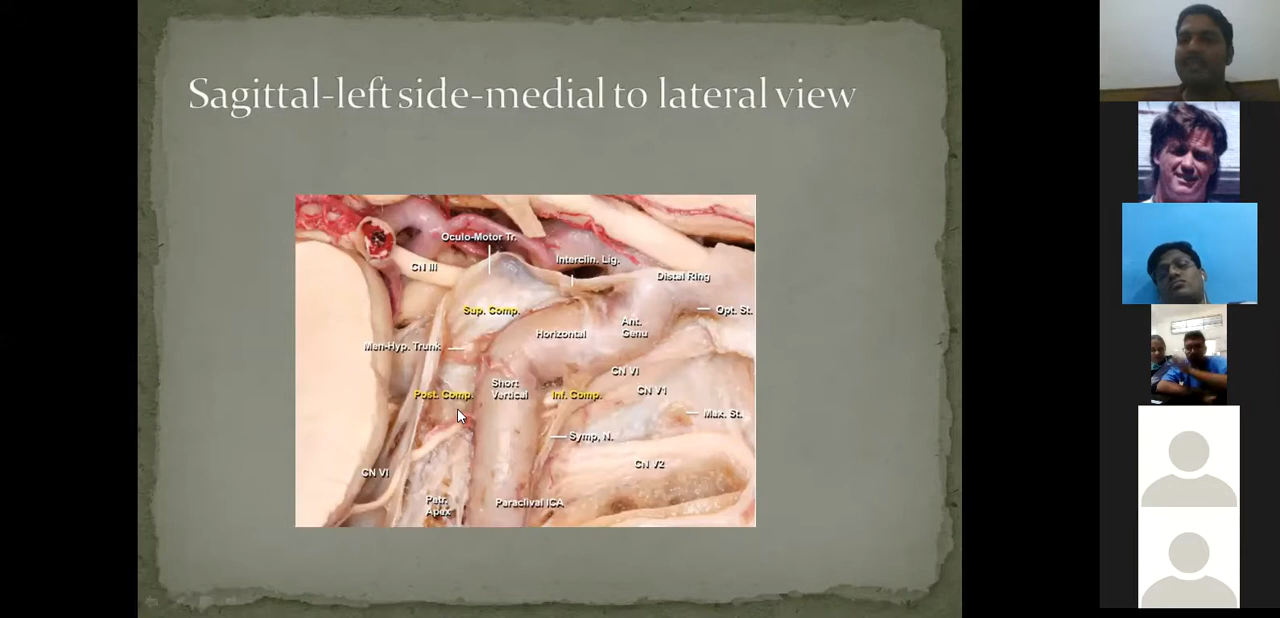 Sagittal-left side-medial to lateral view
Oculo-Motor Tr.
Interclin. Lig.
CN III
Distal Ring
Sup. Comp.
Opt. St.
Ant.
Genu
Horizontal
Men-Hyp. Trunk
CN VI
Short
Vertical
CN V1
Post. Comp.
Inf. Comp.
Max. St.
Symp, N.
CN V2
CN VI
Petr.
Apex
Paraclival ICA